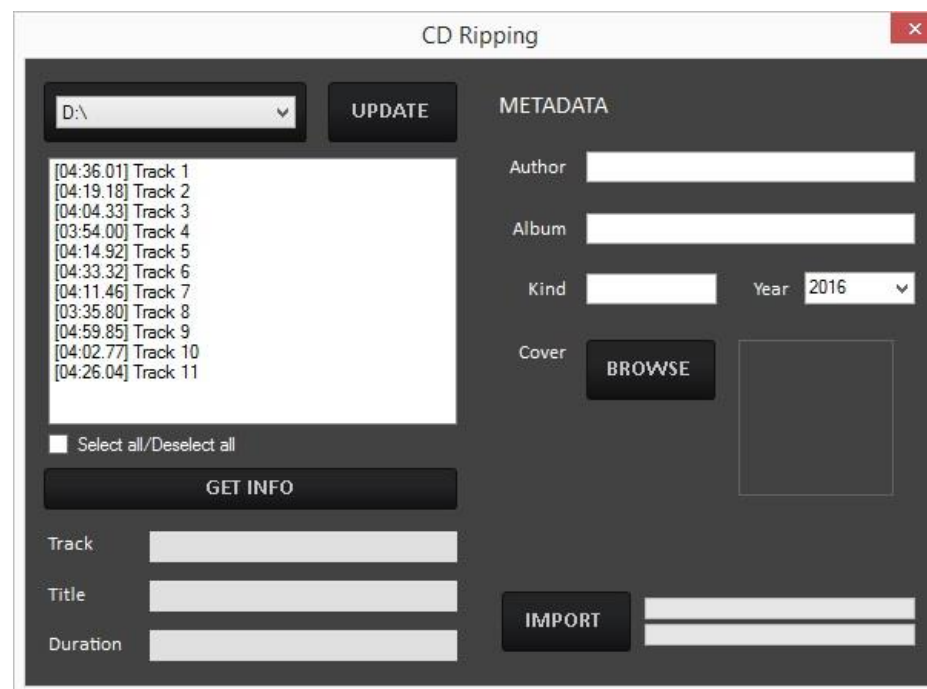 CD Ripping
D:\
UPDATE
[04:36.01] Track 1
[04:19.18] Track 2
[04:04.33] Track 3
[03:54.00] Track 4
[04:14.92] Track 5
[04:33.32] Track 6
[04:11.46] Track 7
[03:35.80] Track 8
[04:59.85] Track 9
[04:02.77] Track 10
[04:26.04] Track 11
Select all/Deselect all
GET INFO
Track
Title
Duration
METADATA
Author
Album
Kind
Year 2016
Cover
BROWSE
IMPORT